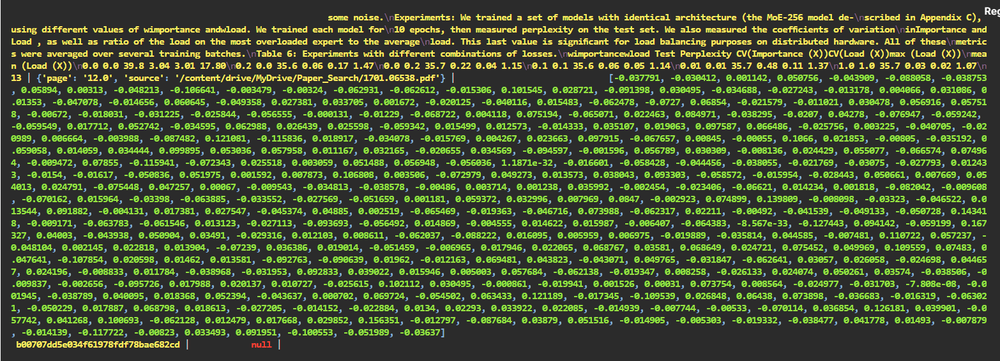 Reg
some noise.\nExperiments: We trained a set of models with identical architecture (the MoE-256 model de-\nscribed in Appendix C),
using different values of wimportance andwload. We trained each model for\n10 epochs, then measured perplexity on the test set. We also measured the coefficients of variation\ninImportance and
Load , as well as ratio of the load on the most overloaded expert to the average\nload. This last value is significant for load balancing purposes on distributed hardware. All of these\nmetric
s were averaged over several training batches.\nTable 6: Experiments with different combinations of losses.\nwimportancewload Test Perplexity CV(Importance (X))CV(Load (X))max (Load (X))\nmea
n (Load (X))\n0.0 0.0 39.8 3.04 3.01 17.80\n0.2 0.0 35.6 0.06 0.17 1.47\n0.0 0.2 35.7 0.22 0.04 1.15\n0.1 0.1 35.6 0.06 0.05 1.14\n0.01 0.01 35.7 0.48 0.11 1.37\n1.0 1.0 35.7 0.03 0.02 1.07\n
13 | {'page': '12.0', 'source': '/content/drive/MyDrive/Paper_Search/1701.06538.pdf'} | [-0.037791, -0.030412, 0.001142, 0.050756, -0.043909, -0.088058, -0.038753
, 0.05894, 0.00313, -0.048213, -0.106641, -0.003479, -0.00324, -0.062931, -0.062612, -0.015306, 0.101545, 0.028721, -0.091398, 0.030495, -0.034688, -0.027243, -0.013178, 0.004066, 0.031086, 0
.01353, -0.047078, -0.014656, 0.060645, -0.049358, 0.027381, 0.033705, 0.001672, -0.020125, -0.040116, 0.015483, -0.062478, -0.0727, 0.06854, -0.021579, -0.011021, 0.030478, 0.056916, 0.05751
8, -0.00672, -0.018031, -0.031225, -0.025844, -0.056555, -0.000131, -0.01229, -0.068722, 0.004118, 0.075194, -0.065071, 0.022463, 0.084971, -0.038295, -0.0207, 0.04278, -0.076947, -0.059242,
-0.059549, 0.017712, 0.052742, -0.034595, 0.062988, 0.026439, 0.025598, -0.059342, 0.015499, 0.012573, -0.014333, 0.035107, 0.019063, 0.097587, 0.066486, -0.025756, 0.003225, -0.040705, -0.02
0989, 0.006664, -0.003988, -0.087482, 0.121081, -0.115836, 0.018917, -0.034078, -0.015769, 0.004267, 0.023663, 0.097915, -0.067657, 0.00845, -0.00055, 0.1066, 0.021853, -0.00805, -0.035192, 0
.059058, 0.014059, 0.034444, 0.099895, 0.053036, 0.057958, 0.011167, 0.032165, -0.020655, 0.034569, -0.094597, -0.001596, 0.056789, 0.030309, -0.008136, 0.024429, 0.055077, -0.066574, 0.07496
4, -0.009472, 0.07855, -0.115941, -0.072343, 0.025518, 0.003059, 0.051488, 0.056948, -0.056036, 1.1871e-32, -0.016601, -0.058428, -0.044456, -0.038055, -0.021769, -0.03075, -0.027793, 0.01243
3, -0.0154, -0.01617, -0.050836, 0.051975, 0.001592, 0.007873, 0.106808, 0.003506, -0.072979, 0.049273, 0.013573, 0.038043, 0.093303, -0.058572, -0.015954, -0.028443, 0.050661, 0.007669, 0.05
4013, 0.024791, -0.075448, 0.047257, 0.00067, -0.009543, -0.034813, -0.038578, -0.00486, 0.003714, 0.001238, 0.035992, -0.002454, -0.023406, -0.06621, 0.014234, 0.001818, -0.082042, -0.009608
, -0.070162, 0.015964, -0.03398, -0.063885, -0.033552, -0.027569, -0.051659, 0.001181, 0.059372, 0.032996, 0.007969, 0.0847, -0.002923, 0.074899, 0.139809, -0.008098, -0.03323, -0.046522, 0.0
13544, 0.091882, -0.004131, 0.017381, 0.027547, -0.045374, 0.04885, 0.002519, -0.065469, -0.019363, -0.046716, 0.073988, -0.062317, 0.02211, -0.00492, -0.041539, -0.049133, -0.050728, 0.14341
8, -0.009171, -0.063783, -0.061546, 0.013123, -0.027113, -0.093693, -0.056492, 0.014869, -0.004555, 0.014622, 0.015987, -0.006407, -0.064383, -8.567e-33, -0.127443, 0.094142, -0.059199, 0.167
327, 0.04003, -0.043938, 0.050904, 0.03491, -0.029316, 0.012103, 0.008611, -0.062037, -0.088222, 0.016095, 0.005959, 0.006975, -0.019889, -0.035814, 0.044585, -0.007481, 0.110722, 0.057237, -
0.048104, 0.002145, 0.022818, 0.013904, -0.07239, 0.036386, 0.019014, -0.051459, -0.006965, 0.017946, 0.022065, 0.068767, 0.03581, 0.068649, 0.024721, 0.075452, 0.049969, 0.109559, 0.07483, 0
.047641, -0.107854, 0.020598, 0.01462, 0.013581, -0.092763, -0.090639, 0.01962, -0.012163, 0.069481, 0.043823, -0.043071, 0.049765, -0.031847, -0.062641, 0.03057, 0.026058, -0.024698, 0.04465
7, 0.024196, -0.008833, 0.011784, -0.038968, -0.031953, 0.092833, 0.039022, 0.015946, 0.005003, 0.057684, -0.062138, -0.019347, 0.008258, -0.026133, 0.024074, 0.050261, 0.03574, -0.038506, -0
.009837, -0.002656, -0.095726, 0.017988, 0.020137, 0.010727, -0.025615, 0.102112, 0.030495, -0.000861, -0.019941, 0.001526, 0.00031, 0.073754, 0.008564, -0.024977, -0.031703, -7.808e-08, -0.0
01945, -0.038789, 0.040095, 0.018368, 0.052394, -0.043637, 0.000702, 0.069724, -0.054502, 0.063433, 0.121189, -0.017345, -0.109539, 0.026848, 0.06438, 0.073898, -0.036683, -0.016319, -0.06302
1, -0.050229, 0.017887, 0.068798, 0.018613, -0.027205, -0.014152, -0.022884, 0.0134, 0.02293, 0.033922, 0.022085, -0.014939, -0.007744, -0.00533, -0.070114, 0.036854, 0.126181, 0.039901, -0.0
57742, 0.041268, 0.100693, -0.062128, 0.012479, 0.017668, 0.029852, 0.156351, -0.012797, -0.087684, 0.03879, 0.051516, -0.014905, -0.005303, -0.019332, -0.038477, 0.041778, 0.01493, -0.007879
, -0.014139, -0.117722, -0.00823, 0.033493, 0.091951, -0.100553, -0.051989, -0.03637]
b00707dd5e034f61978fdf78bae682cd | null |